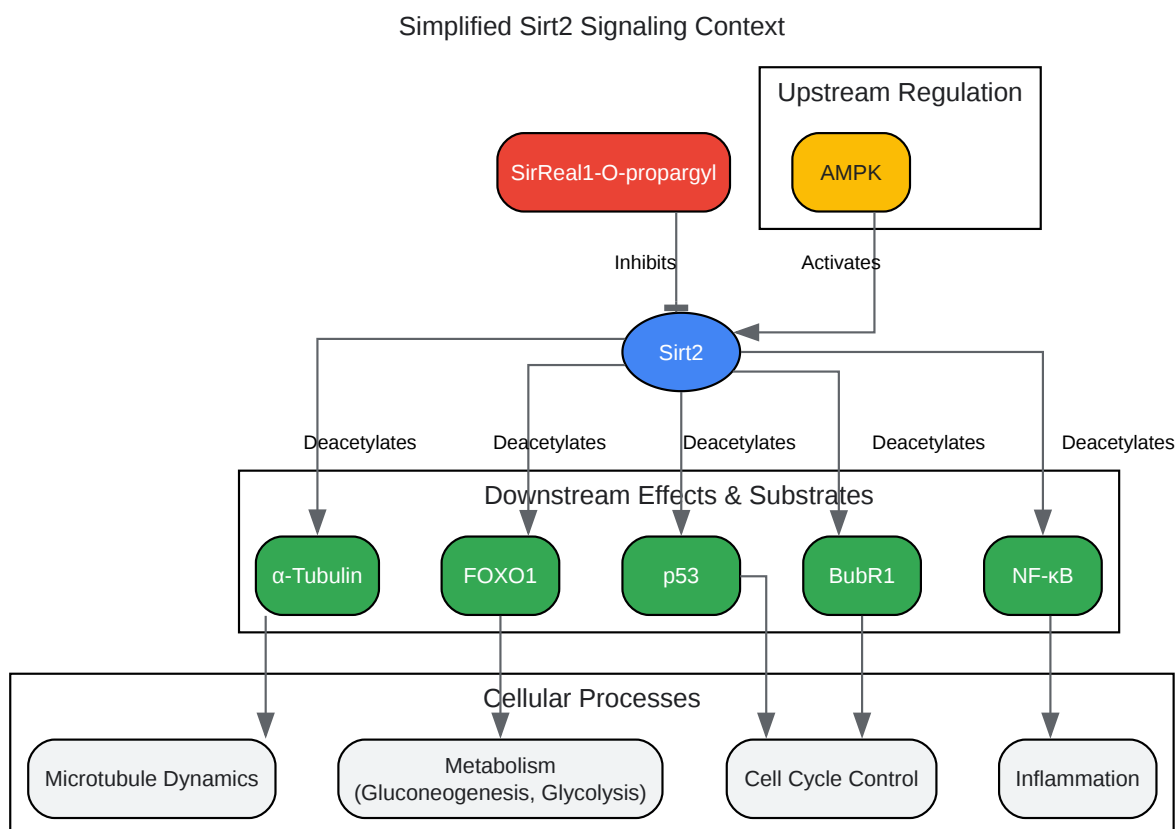 Simplified Sirt2 Signaling Context
Upstream Regulation
SirReal1-O-propargyl
AMPK
Inhibits
Activates
Sirt2
Deacetylates
Deacetylates
Deacetylates
Deacetylates
Deacetylates
Downstream Effects & Substrates
α-Tubulin
FOXO1
p53
BubR1
NF-κB
Cellular Processes
Microtubule Dynamics
Metabolism
(Gluconeogenesis, Glycolysis)
Cell Cycle Control
Inflammation